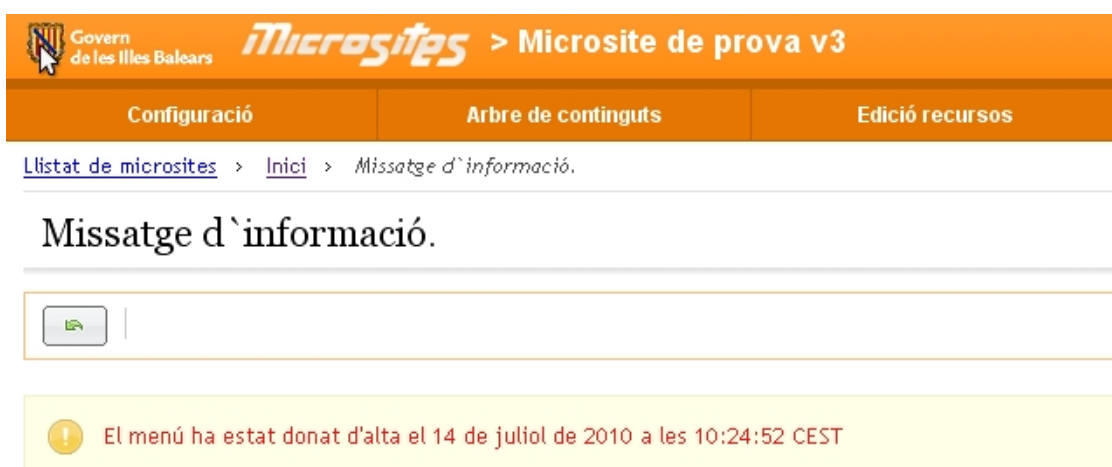 Govern
de les Illes Balears
Microsites > Microsite de prova v3
Configuració Arbre de continguts Edició recursos
Llistat de microsites > Inici > Missatge d`informació.
Missatge d`informació.
El menú ha estat donat d'alta el 14 de juliol de 2010 a les 10:24:52 CEST